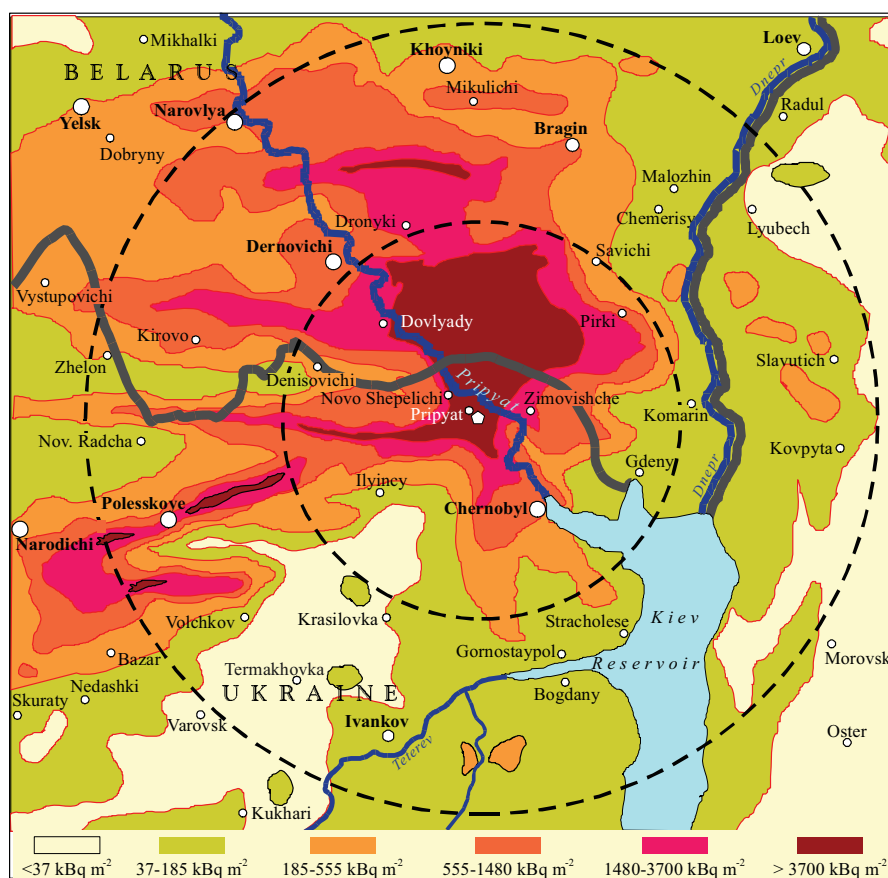 Mikhalki
Khoyniki
Loev
BELARUS
Dnepr
Mikulichi
Yelsk
Narovlya
Radul
Dobryny
Bragin
Malozhin
Chemerisy
Lyubech
Dronyki
Dernovichi
Savichi
Vystupovichi
Dovlyady
Pirki
Kirovo
Zhelon
Slavutich
Denisovichi
Pripyat
Novo Shepelichi
Zimovishche
Pripyat
Komarin
Nov. Radcha
Kovpyta
Gdeny
Ilyincy
Dnepr
Polesskoye
Chernobyl
Narodichi
Volchkov
Krasilovka
Stracholese
Kiev
Reservoir
Gornostaypol
Bazar
Morovsk
Termakhovka
Nedashki
UKRAINE
Bogdany
Skuraty
Varovsk
Ivankov
Oster
Teterev
Kukhari
<37 kBq m-2
37-185 kBq m-2
185-555 kBq m-2
555-1480 kBq m-2
1480-3700 kBq m-2
> 3700 kBq m-2